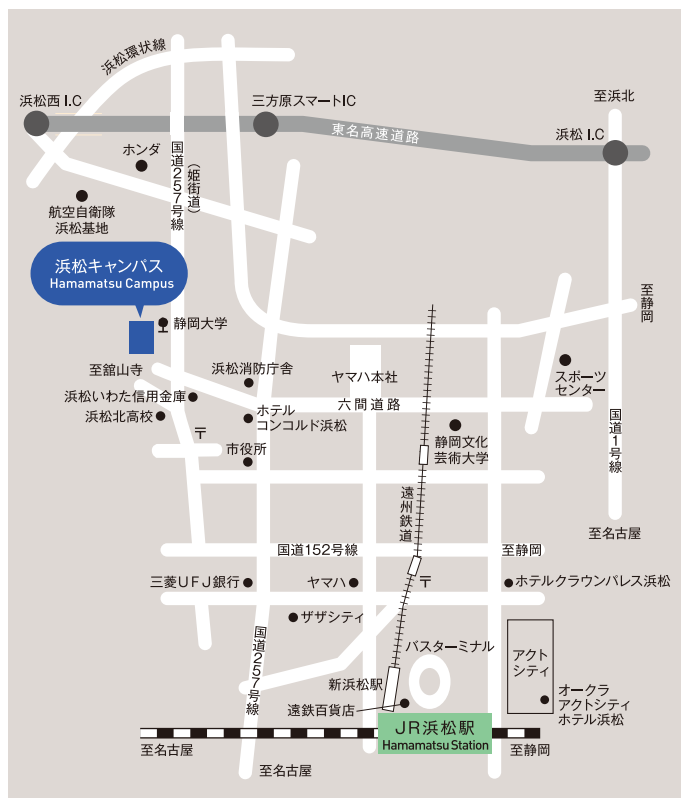 浜松環状線
浜松西 I.C
三方原スマートIC
至浜北
東名高速道路
浜松 I.C
ホンダ
国道257号線
（姫街道）
航空自衛隊
浜松基地
浜松キャンパス
Hamamatsu Campus
至静岡
静岡大学
至舘山寺
浜松消防庁舎
ヤマハ本社
スポーツ
センター
浜松いわた信用金庫
六間道路
浜松北高校
ホテル
コンコルド浜松
〒
市役所
静岡文化
芸術大学
国道1号線
遠州鉄道
至名古屋
国道152号線
至静岡
三菱UFJ銀行
ヤマハ
〒
ホテルクラウンパレス浜松
ザザシティ
国道257号線
バスターミナル
アクト
シティ
新浜松駅
遠鉄百貨店
オークラ
アクトシティ
ホテル浜松
JR浜松駅
Hamamatsu Station
至名古屋
至静岡
至名古屋